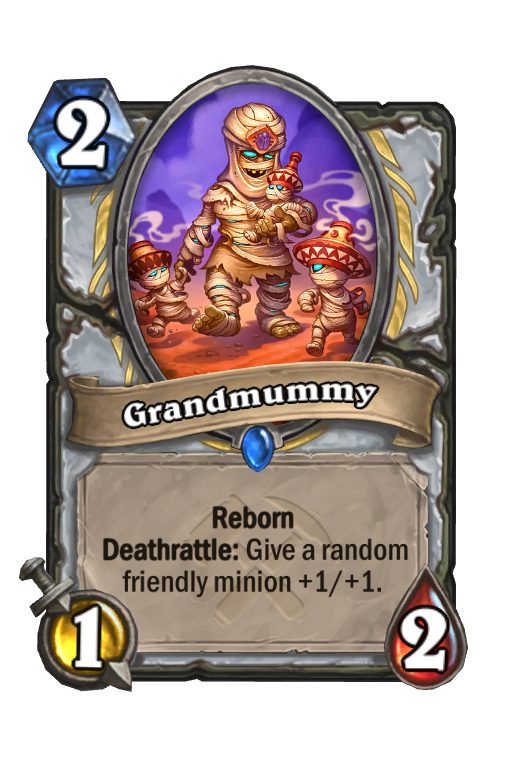 2
Grandmummy
Reborn
Deathrattle: Give a random
friendly minion +1/+1.
1
2